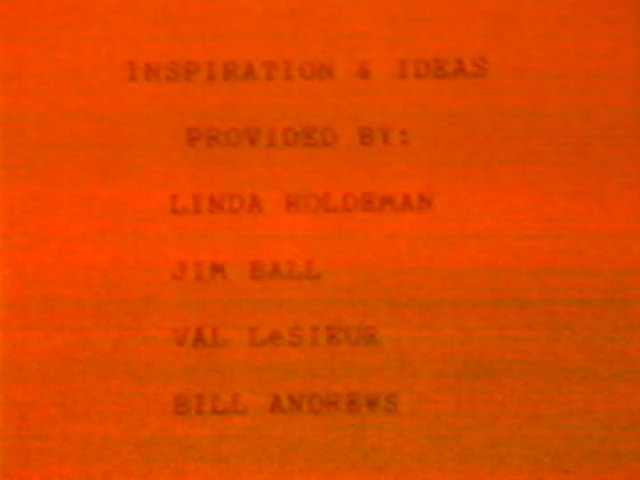 INSPIRATION & IDEAS
PROVIDED BY:
LINDA HOLDEMAN
JIM BALL
VAL LeSIEUR
BILL ANDREWS